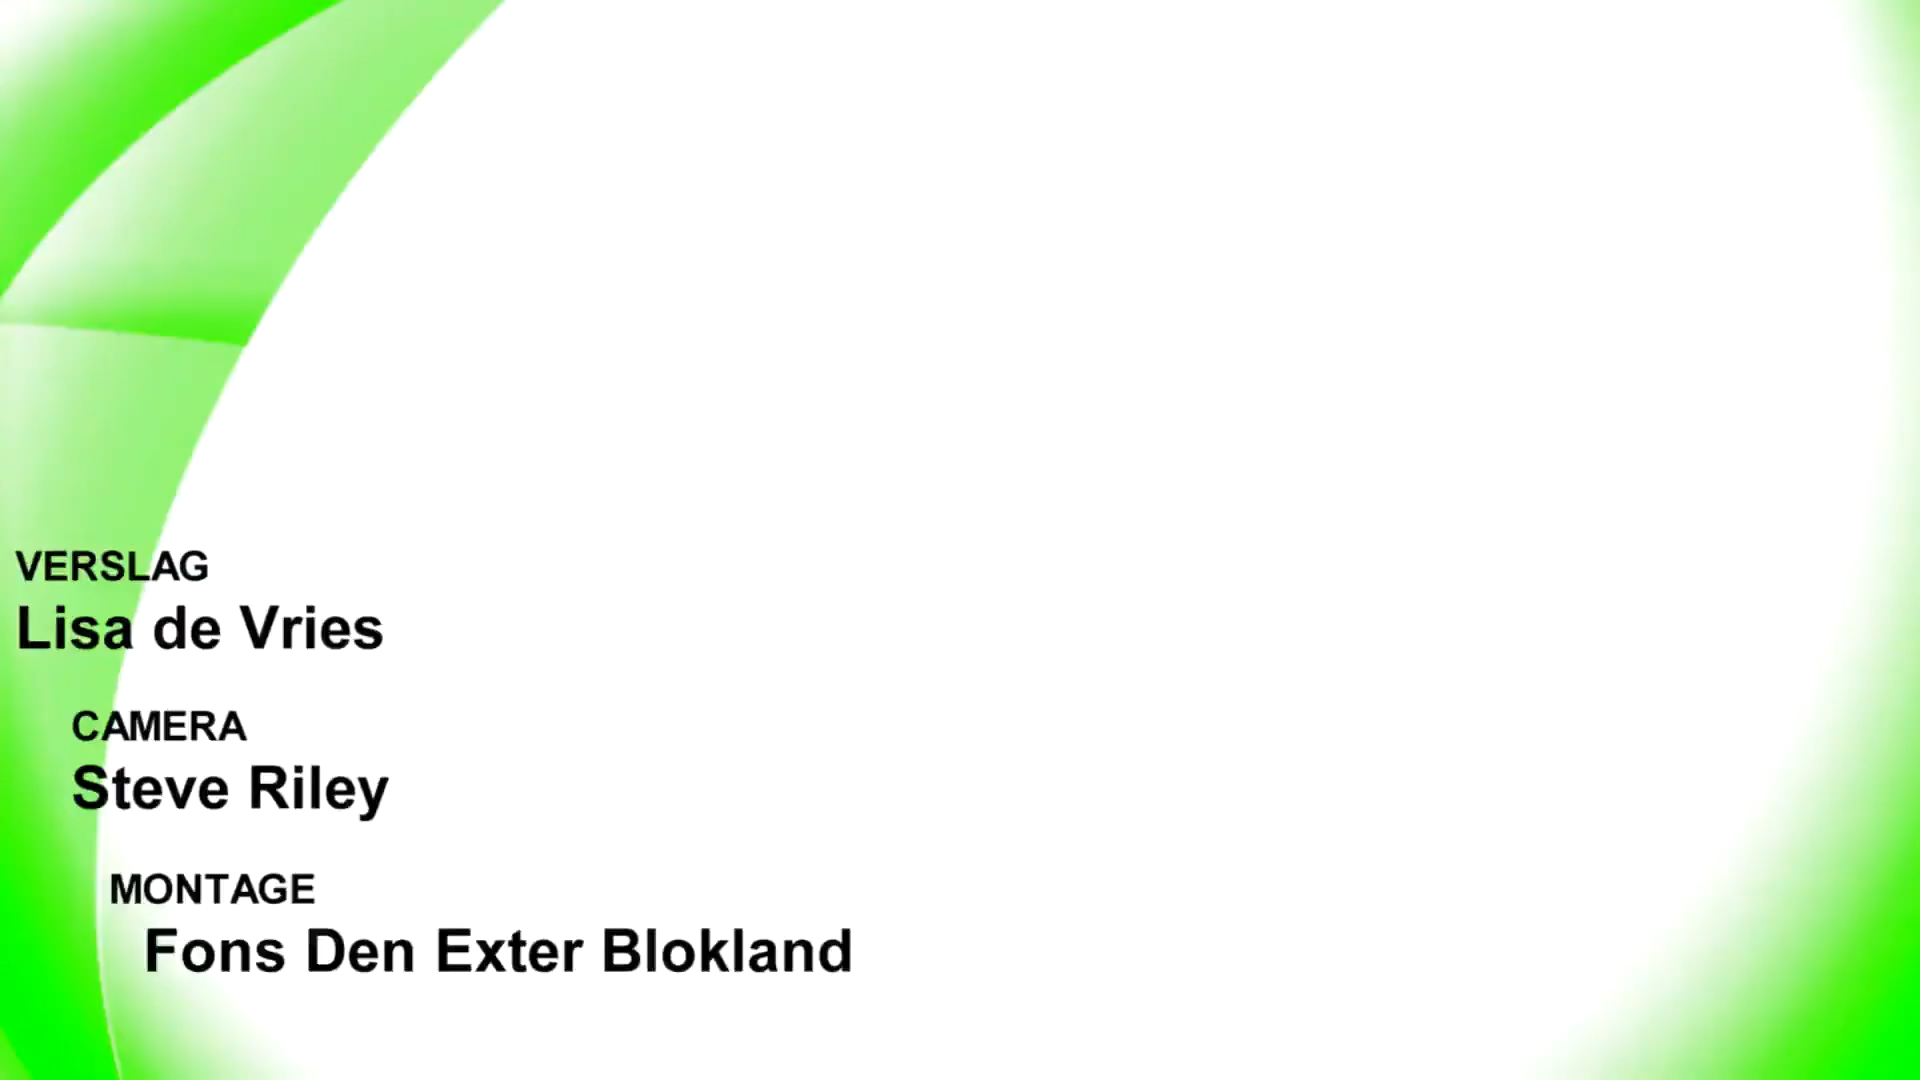 VERSLAG
Lisa de Vries
CAMERA
Steve Riley
MONTAGE
Fons Den Exter Blokland